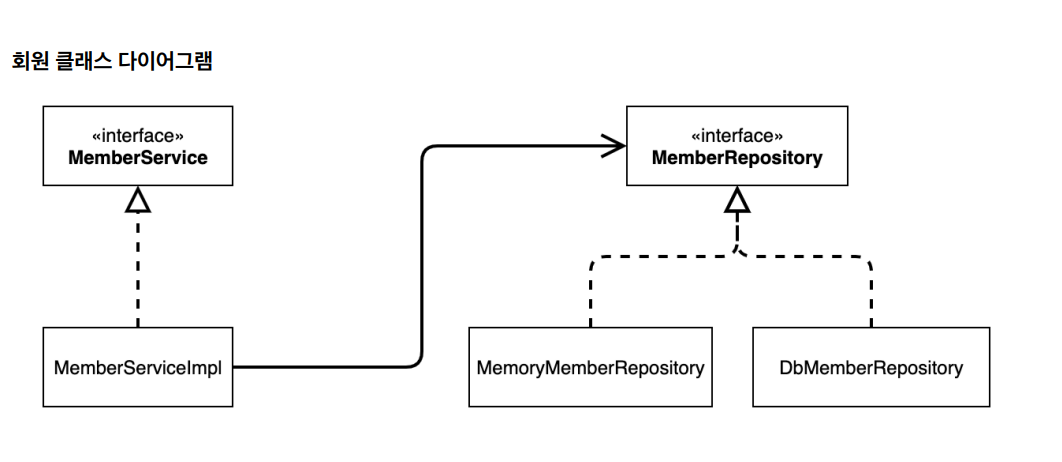 회원 클래스 다이어그램
«interface»
MemberService
«interface»
MemberRepository
MemberServiceImpl
MemoryMemberRepository
DbMemberRepository